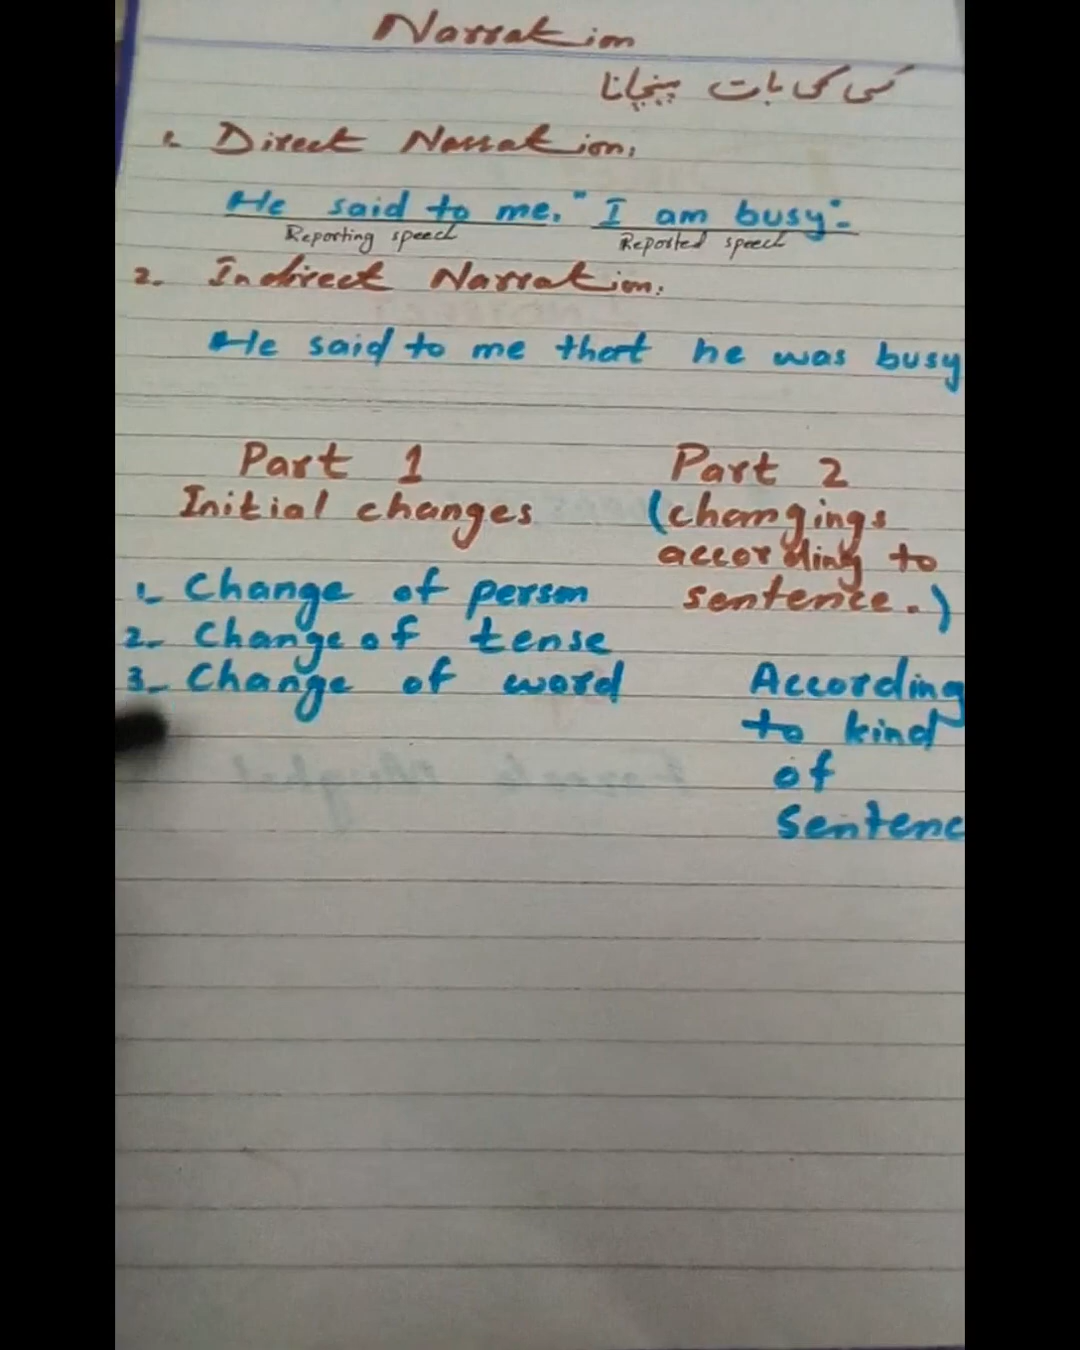 Narration
کسی کی بات پہنچانا
1. Direct Narration:
He said to me, "I am busy".
Reporting speech Reported speech
2. Indirect Narration:
He said to me that he was busy
Part 1 Part 2
Initial changes (changings
according to
1- Change of person sentence.)
2- Change of tense
3- Change of word According
to kind
of
Sentenc